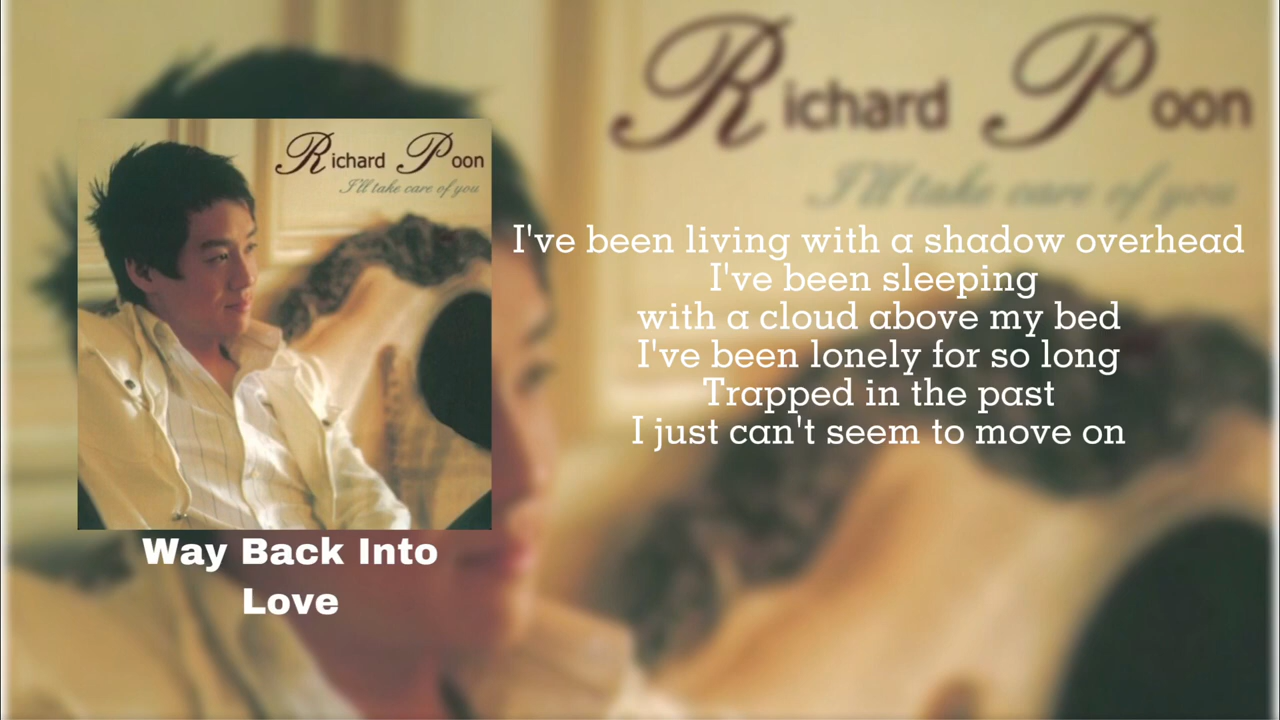 Richard Poon
I'll take care of you
Richard Poon
I'll take care of you
I've been living with a shadow overhead
I've been sleeping
with a cloud above my bed
I've been lonely for so long
Trapped in the past
I just can't seem to move on
Way Back Into
Love